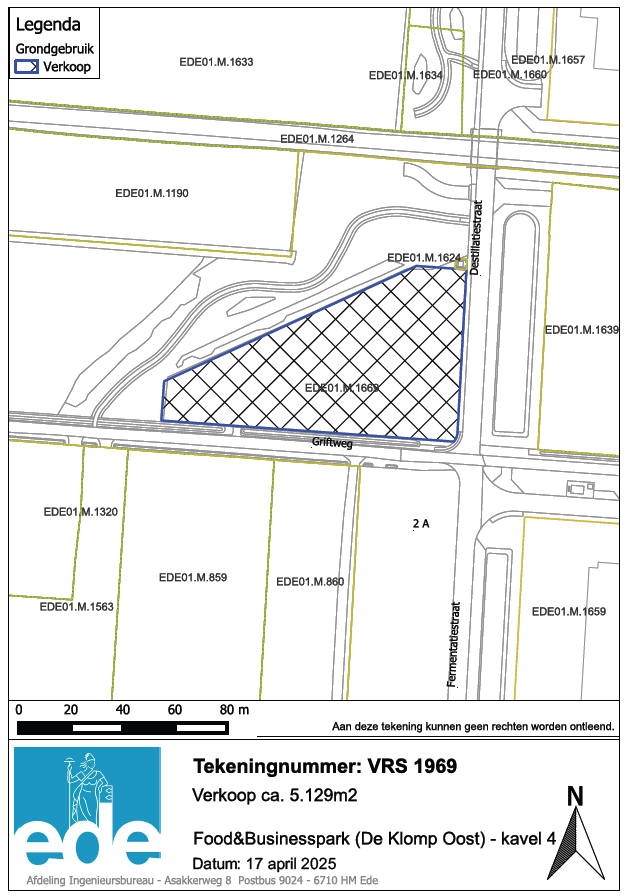 Legenda
Grondgebruik
Verkoop
EDE01.M.1633
EDE01.M.1657
EDE01.M.1634
EDE01.M.1660
EDE01.M.1264
EDE01.M.1190
Destillatiestraat
EDE01.M.1624
EDE01.M.1639
EDE01.M.1669
Griftweg
EDE01.M.1320
2 A
EDE01.M.859
EDE01.M.860
EDE01.M.1563
EDE01.M.1659
Fermentatiestraat
0 20 40 60 80 m
Aan deze tekening kunnen geen rechten worden ontleend.
ede
Tekeningnummer: VRS 1969
Verkoop ca. 5.129m2
N
Food&Businesspark (De Klomp Oost) - kavel 4
Datum: 17 april 2025
Afdeling Ingenieursbureau - Asakkerweg 8 Postbus 9024 - 6710 HM Ede